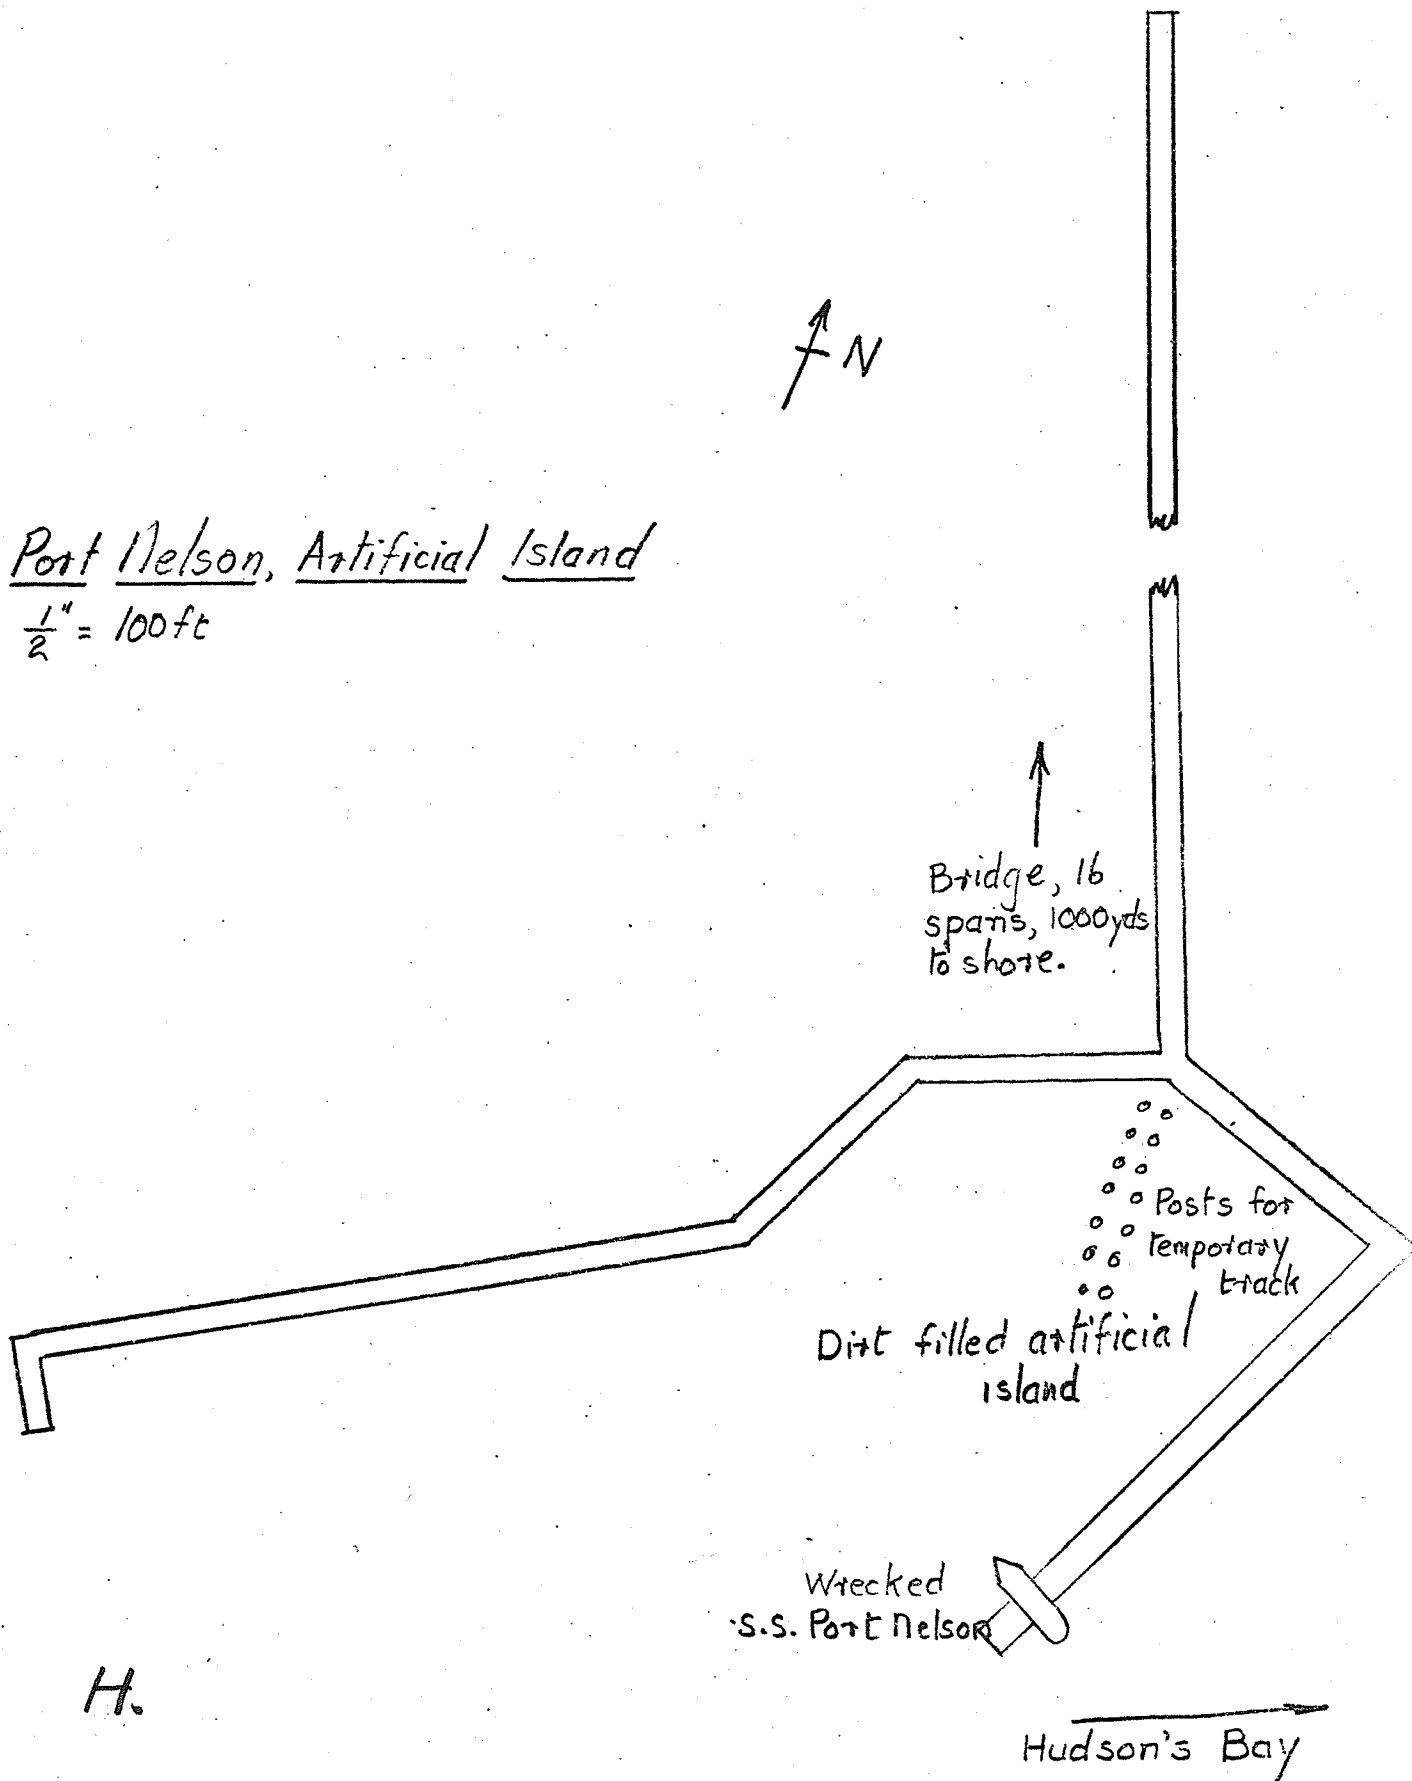 N
Port Nelson, Artificial Island
1/2" = 100ft
Bridge, 16
spans, 1000yds
to shore.
Posts for
temporary
track
Dirt filled artificial
island
Wrecked
S.S. Port Nelson
H.
Hudson's Bay